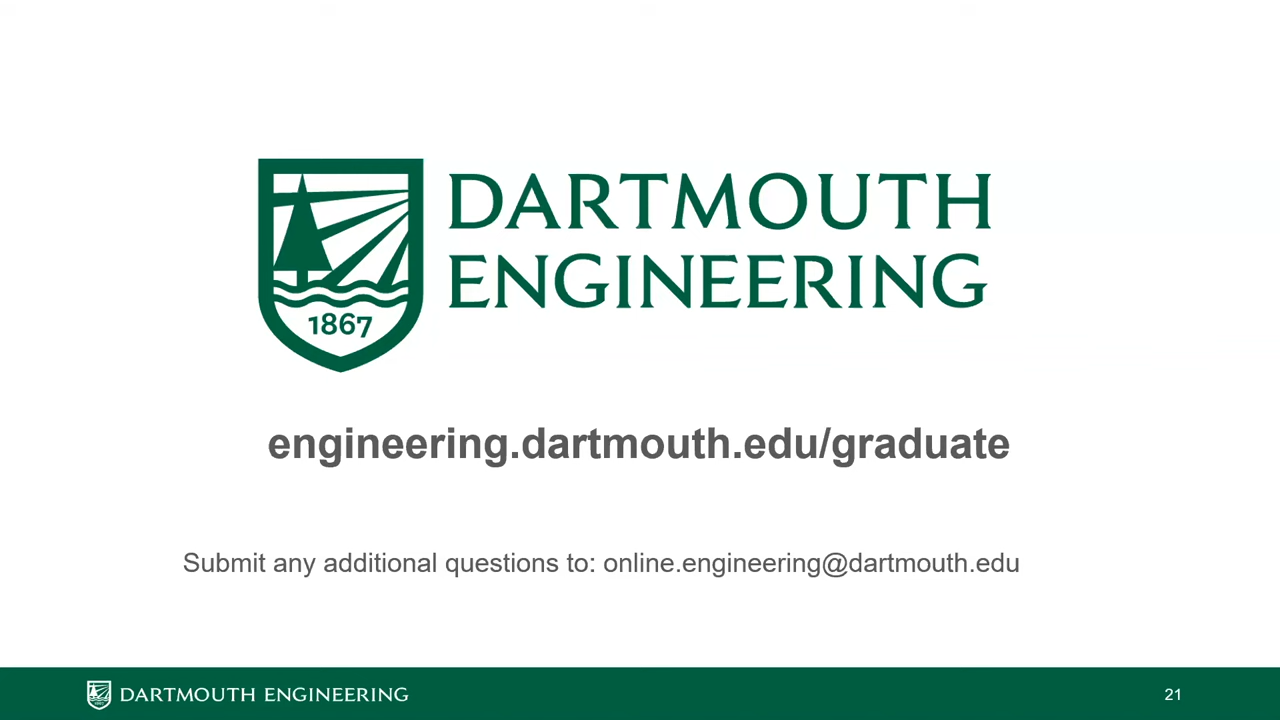 DARTMOUTH
ENGINEERING
1867
engineering.dartmouth.edu/graduate
Submit any additional questions to: online.engineering@dartmouth.edu
DARTMOUTH ENGINEERING
21